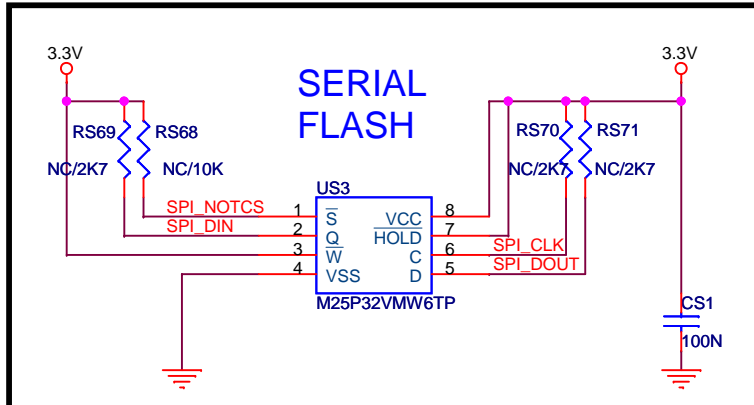 3.3V
3.3V
SERIAL
FLASH
RS69
RS68
RS70
RS71
NC/2K7
NC/10K
NC/2K7
NC/2K7
US3
SPI_NOTCS
1
S
VCC
8
SPI_DIN
2
Q
HOLD
7
3
W
C
6
SPI_CLK
4
VSS
D
5
SPI_DOUT
M25P32VMW6TP
CS1
100N